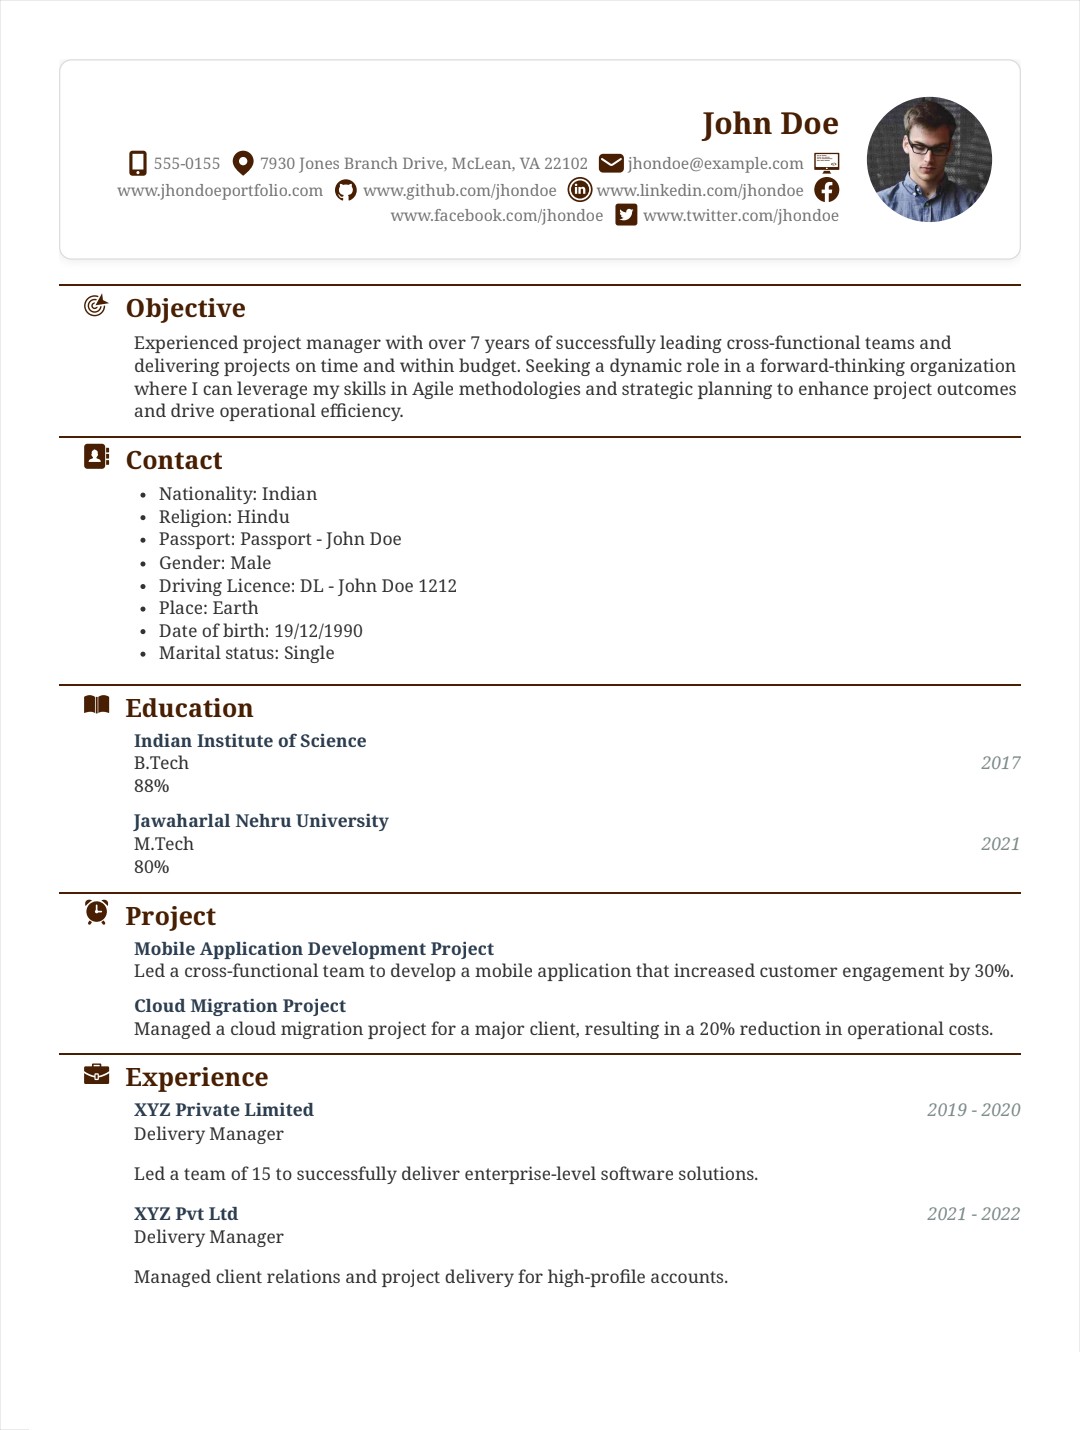 John Doe
555-0155 7930 Jones Branch Drive, McLean, VA 22102 jhondoe@example.com
www.jhondoeportfolio.com www.github.com/jhondoe www.linkedin.com/jhondoe
www.facebook.com/jhondoe www.twitter.com/jhondoe
Objective
Experienced project manager with over 7 years of successfully leading cross-functional teams and
delivering projects on time and within budget. Seeking a dynamic role in a forward-thinking organization
where I can leverage my skills in Agile methodologies and strategic planning to enhance project outcomes
and drive operational efficiency.
Contact
• Nationality: Indian
• Religion: Hindu
• Passport: Passport - John Doe
• Gender: Male
• Driving Licence: DL - John Doe 1212
• Place: Earth
• Date of birth: 19/12/1990
• Marital status: Single
Education
Indian Institute of Science
B.Tech 2017
88%
Jawaharlal Nehru University
M.Tech 2021
80%
Project
Mobile Application Development Project
Led a cross-functional team to develop a mobile application that increased customer engagement by 30%.
Cloud Migration Project
Managed a cloud migration project for a major client, resulting in a 20% reduction in operational costs.
Experience
XYZ Private Limited 2019 - 2020
Delivery Manager
Led a team of 15 to successfully deliver enterprise-level software solutions.
XYZ Pvt Ltd 2021 - 2022
Delivery Manager
Managed client relations and project delivery for high-profile accounts.